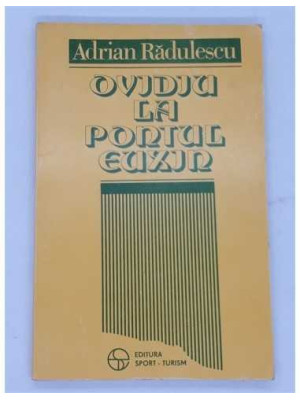 Adrian Rădulescu
OVIDIU
LA
PONTUL
EUXIN
EDITURA
SPORT-TURISM